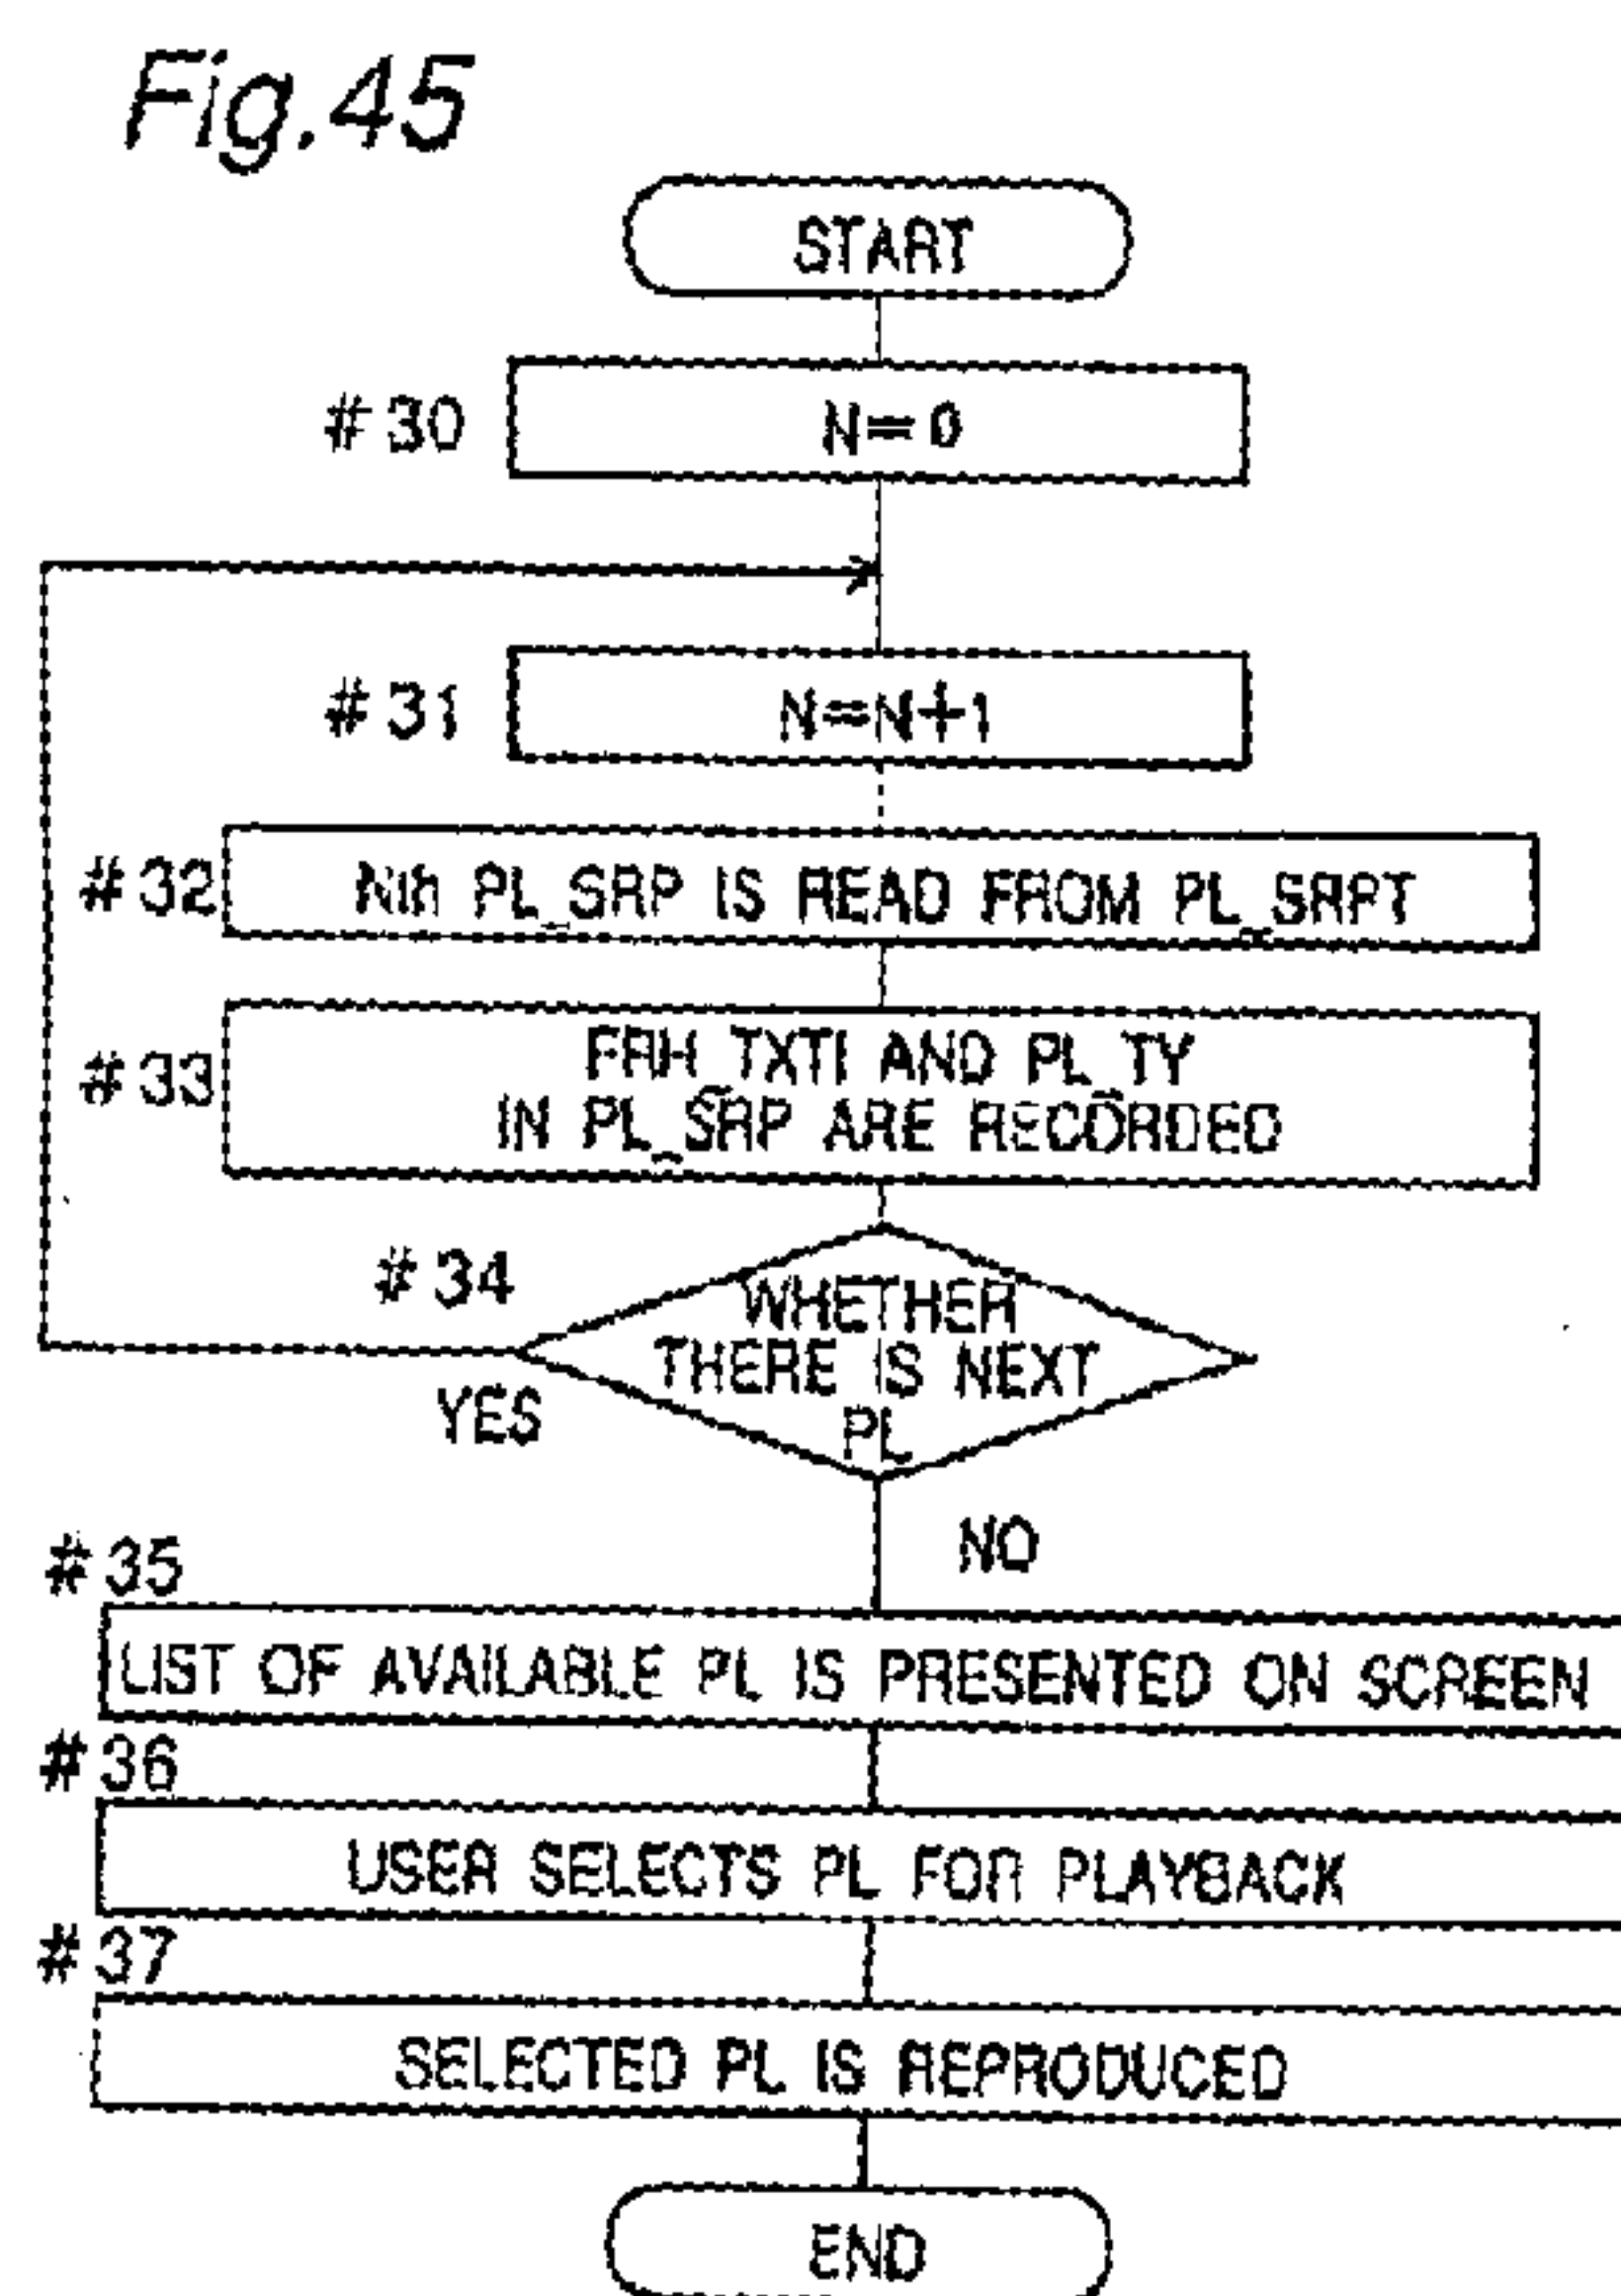 Fig.45
START
#30
N=0
#31
N=N+1
#32
Nth PL_SRP IS READ FROM PL_SRPT
#33
FRH_TXTI AND PL_TY
IN PL_SRP ARE RECORDED
#34
WHETHER
THERE IS NEXT
PL
YES
NO
#35
LIST OF AVAILABLE PL IS PRESENTED ON SCREEN
#36
USER SELECTS PL FOR PLAYBACK
#37
SELECTED PL IS REPRODUCED
END